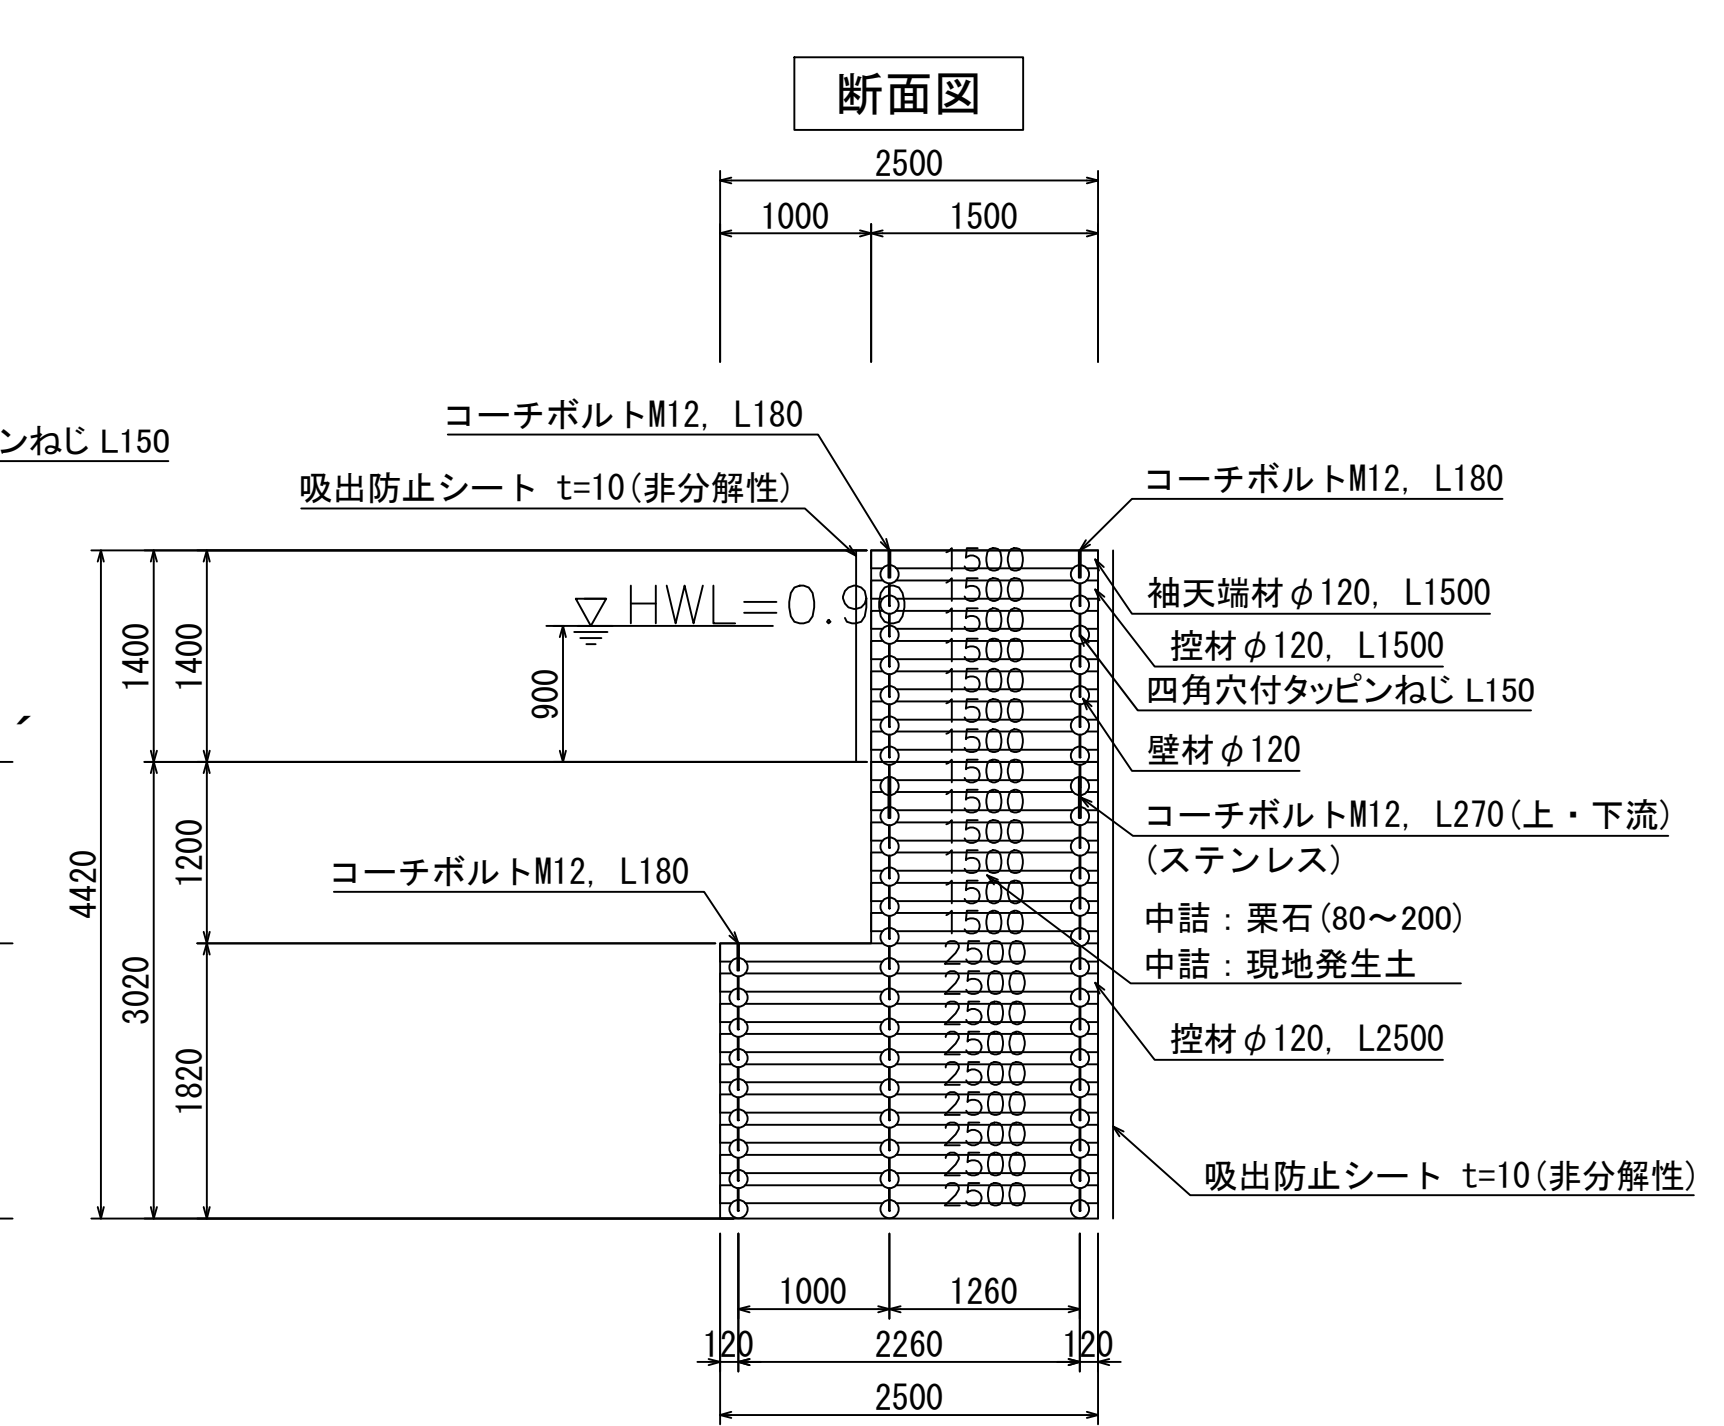 断面図
2500
1000
1500
コーチボルトM12, L180
ンねじ L150
吸出防止シート t=10(非分解性)
コーチボルトM12, L180
HWL=0.90
袖天端材φ120, L1500
控材φ120, L1500
四角穴付タッピンねじ L150
壁材φ120
コーチボルトM12, L270(上・下流)
(ステンレス)
中詰：栗石(80～200)
中詰：現地発生土
控材φ120, L2500
吸出防止シート t=10(非分解性)
コーチボルトM12, L180
4420
1400
3020
1400
1200
1820
900
1500
1500
1500
1500
1500
1500
1500
1500
1500
1500
1500
1500
1500
2500
2500
2500
2500
2500
2500
2500
2500
2500
1000
1260
120
2260
120
2500